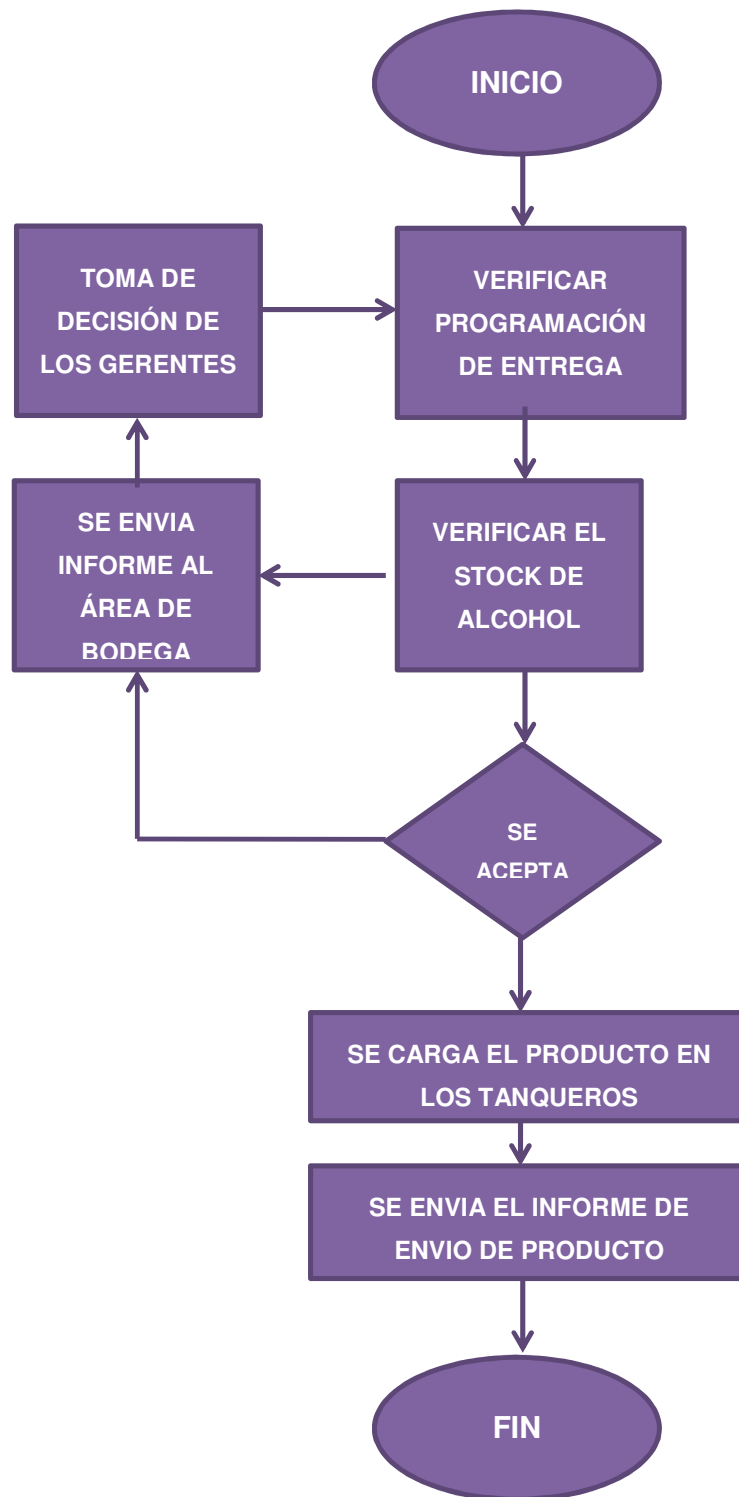 INICIO
TOMA DE
DECISIÓN DE
LOS GERENTES
VERIFICAR
PROGRAMACIÓN
DE ENTREGA
SE ENVIA
INFORME AL
ÁREA DE
BODEGA
VERIFICAR EL
STOCK DE
ALCOHOL
SE
ACEPTA
SE CARGA EL PRODUCTO EN
LOS TANQUEROS
SE ENVIA EL INFORME DE
ENVIO DE PRODUCTO
FIN